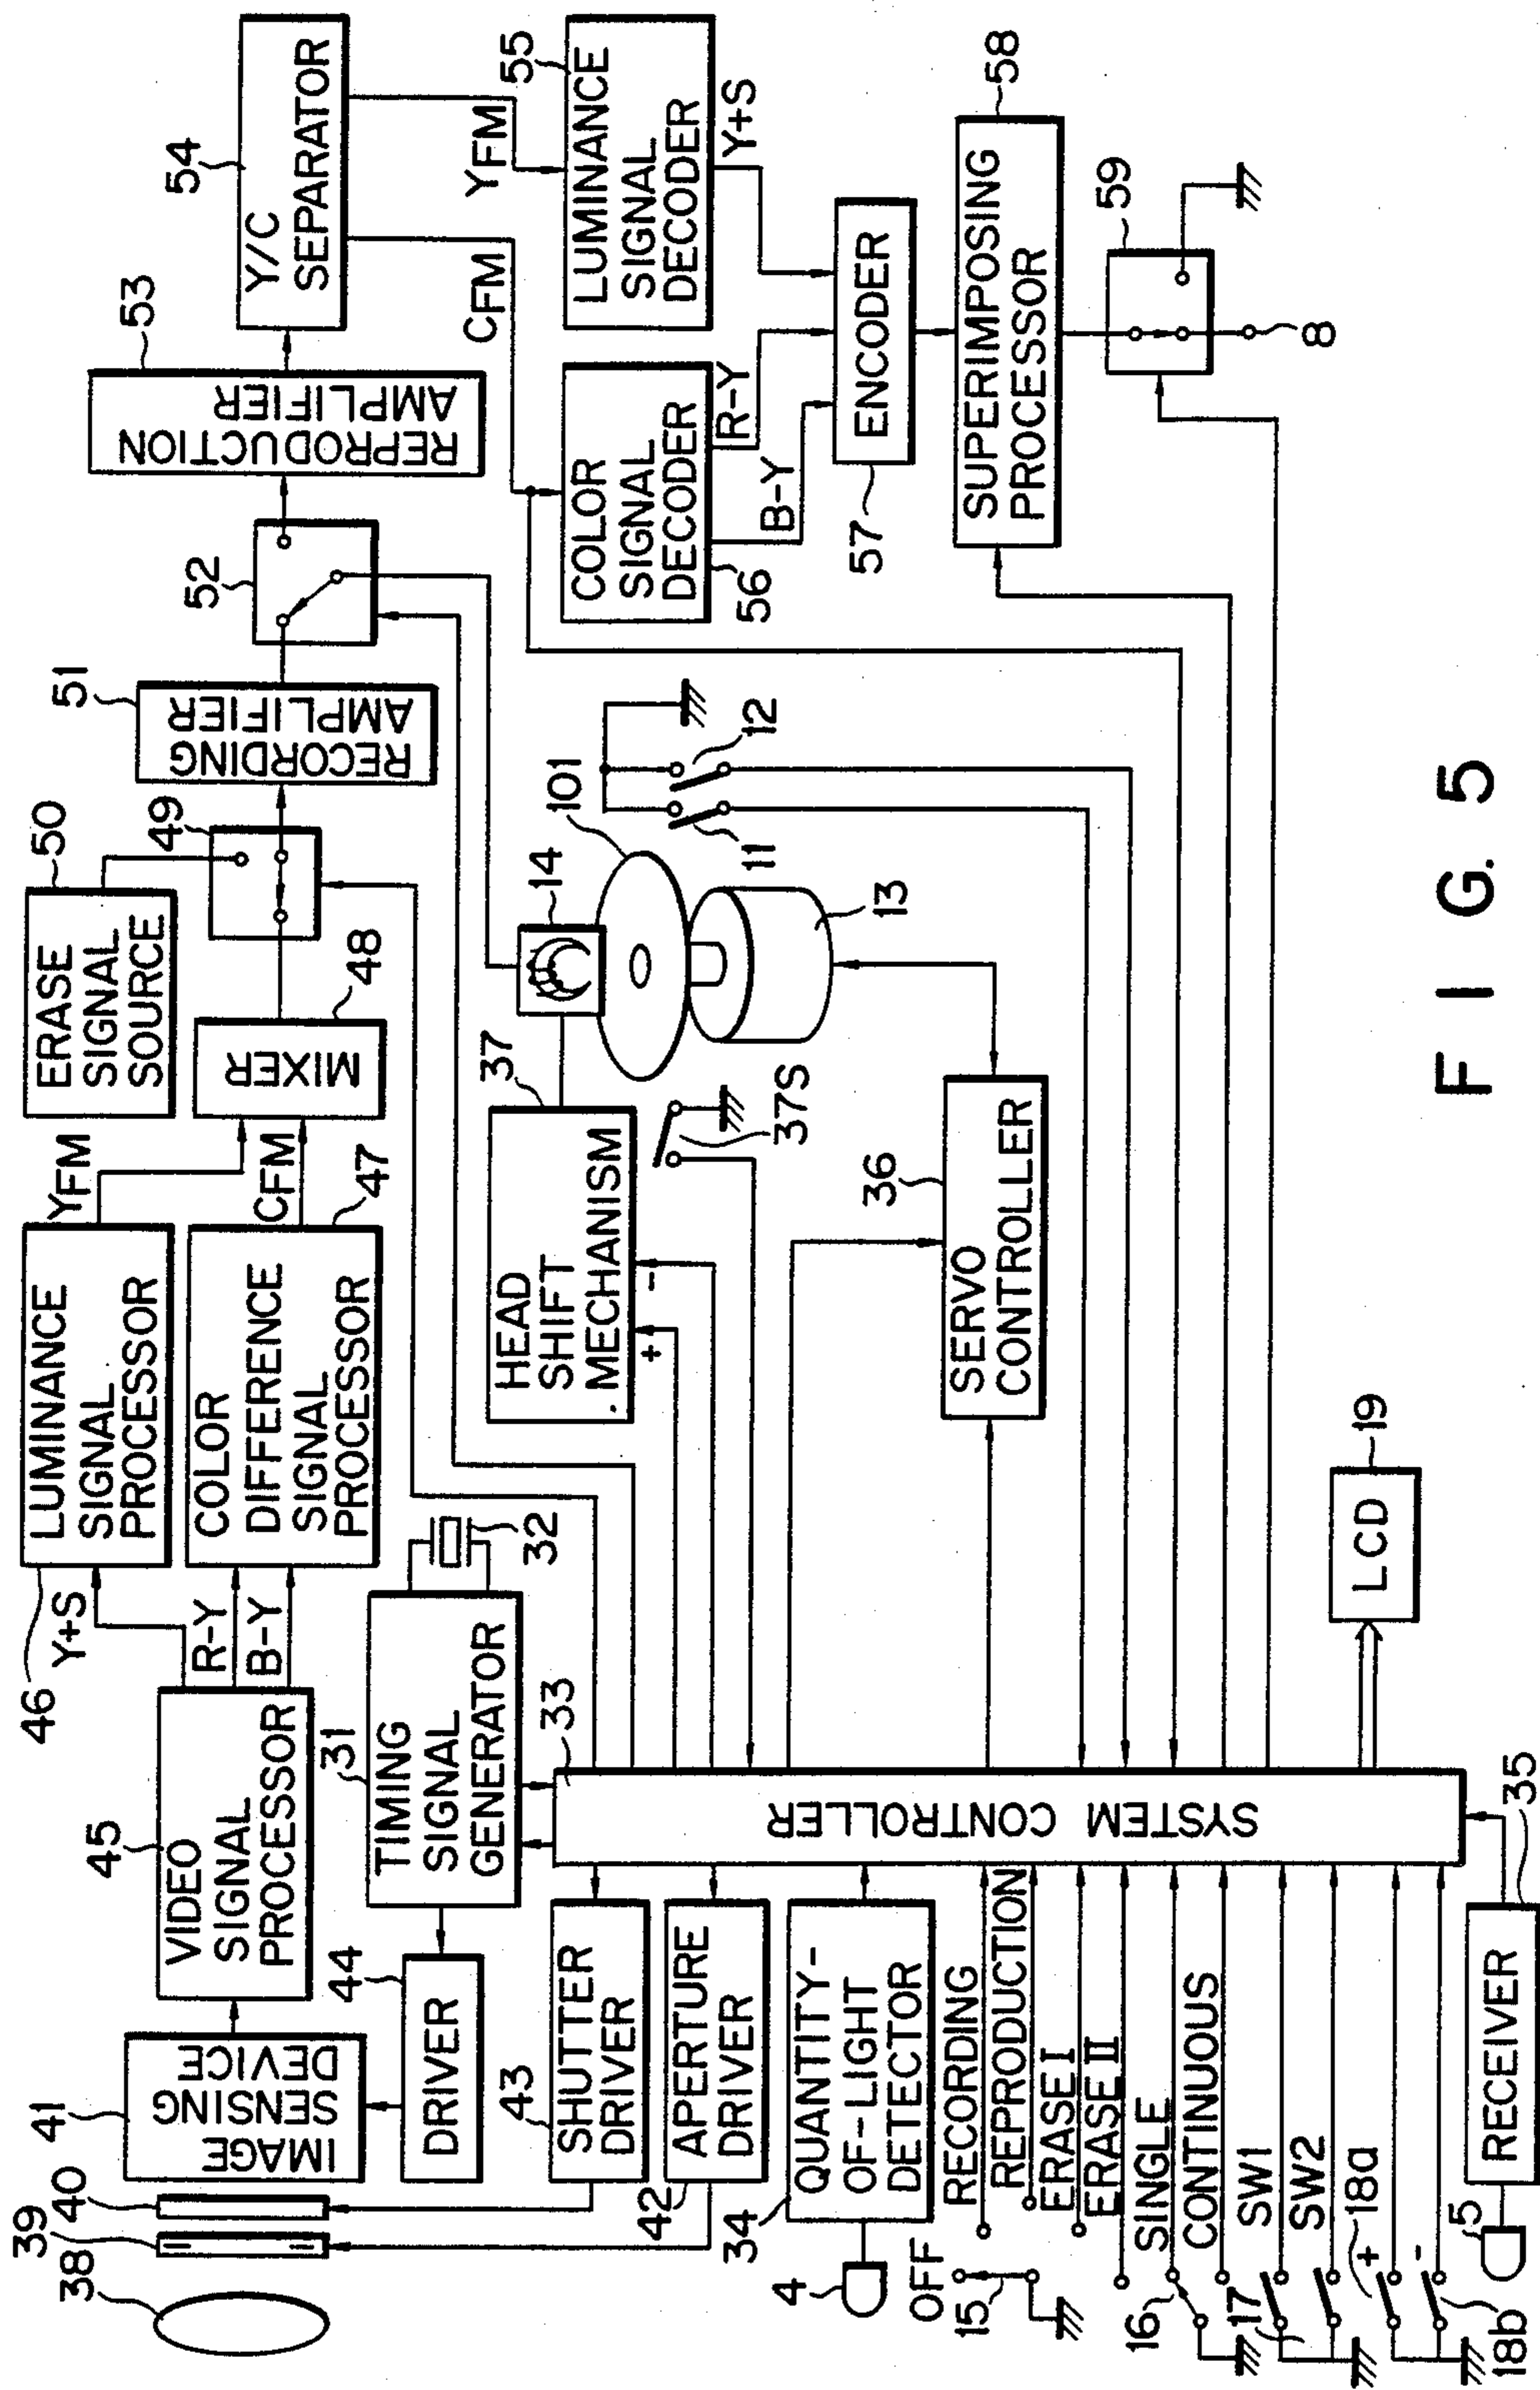 38
39
40
41
IMAGE
SENSING
DEVICE
45
VIDEO
SIGNAL
PROCESSOR
Y+S
R-Y
B-Y
46
LUMINANCE
SIGNAL
PROCESSOR
COLOR
DIFFERENCE
SIGNAL
PROCESSOR
47
YFM
CFM
MIXER
48
ERASE
SIGNAL
SOURCE
50
49
RECORDING
AMPLIFIER
51
52
REPRODUCTION
AMPLIFIER
53
Y/C
SEPARATOR
54
YFM
CFM
LUMINANCE
SIGNAL
DECODER
55
Y+S
COLOR
SIGNAL
DECODER
56
R-Y
B-Y
ENCODER
57
SUPERIMPOSING
PROCESSOR
58
59
8
44
DRIVER
31
TIMING
SIGNAL
GENERATOR
32
43
SHUTTER
DRIVER
42
APERTURE
DRIVER
34
QUANTITY-
OF-LIGHT
DETECTOR
4
33
SYSTEM CONTROLLER
HEAD
SHIFT
MECHANISM
37
+
-
37S
14
101
13
11
12
36
SERVO
CONTROLLER
LCD
19
OFF
15
RECORDING
REPRODUCTION
ERASE I
ERASE II
16
SINGLE
CONTINUOUS
17
SW1
SW2
18a
+
-
18b
5
RECEIVER
35
FIG. 5